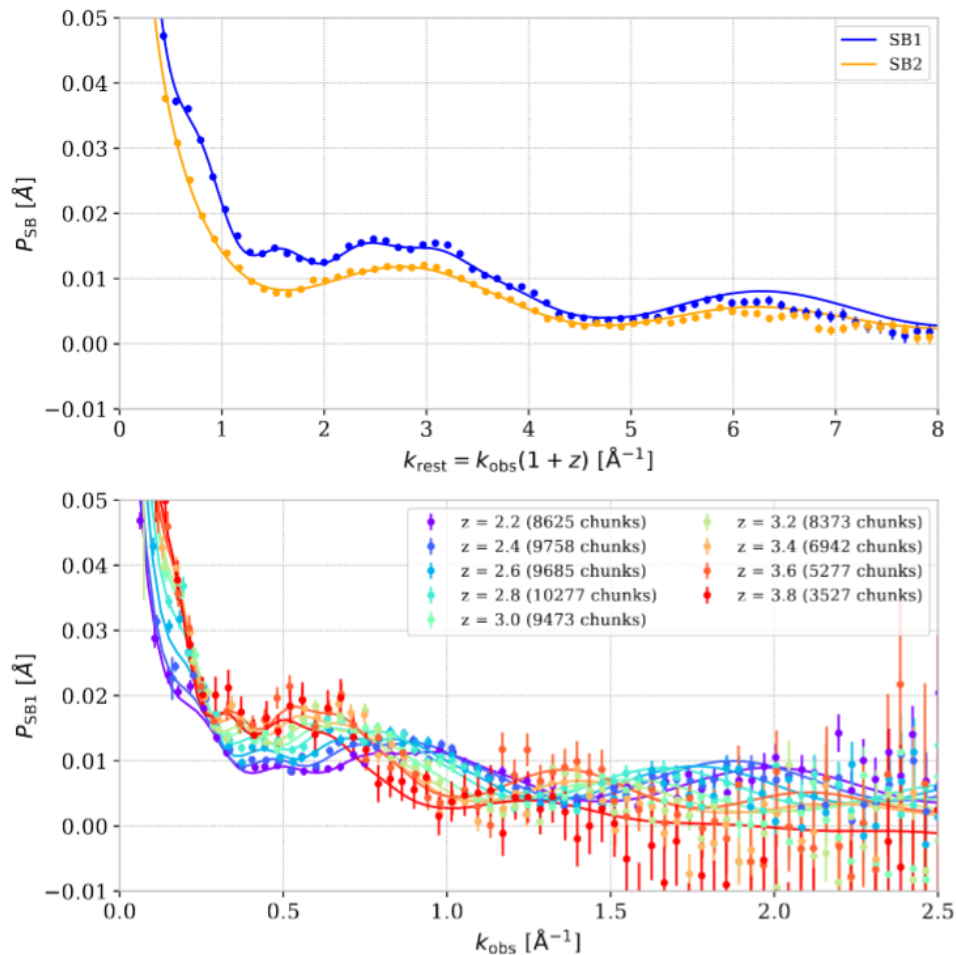 0.05
0.04
0.03
0.02
0.01
0.00
−0.01
P_SB [Å]
SB1
SB2
0 1 2 3 4 5 6 7 8
k_rest = k_obs(1 + z) [Å⁻¹]
0.05
0.04
0.03
0.02
0.01
0.00
−0.01
P_SB1 [Å]
z = 2.2 (8625 chunks)
z = 2.4 (9758 chunks)
z = 2.6 (9685 chunks)
z = 2.8 (10277 chunks)
z = 3.0 (9473 chunks)
z = 3.2 (8373 chunks)
z = 3.4 (6942 chunks)
z = 3.6 (5277 chunks)
z = 3.8 (3527 chunks)
0.0 0.5 1.0 1.5 2.0 2.5
k_obs [Å⁻¹]